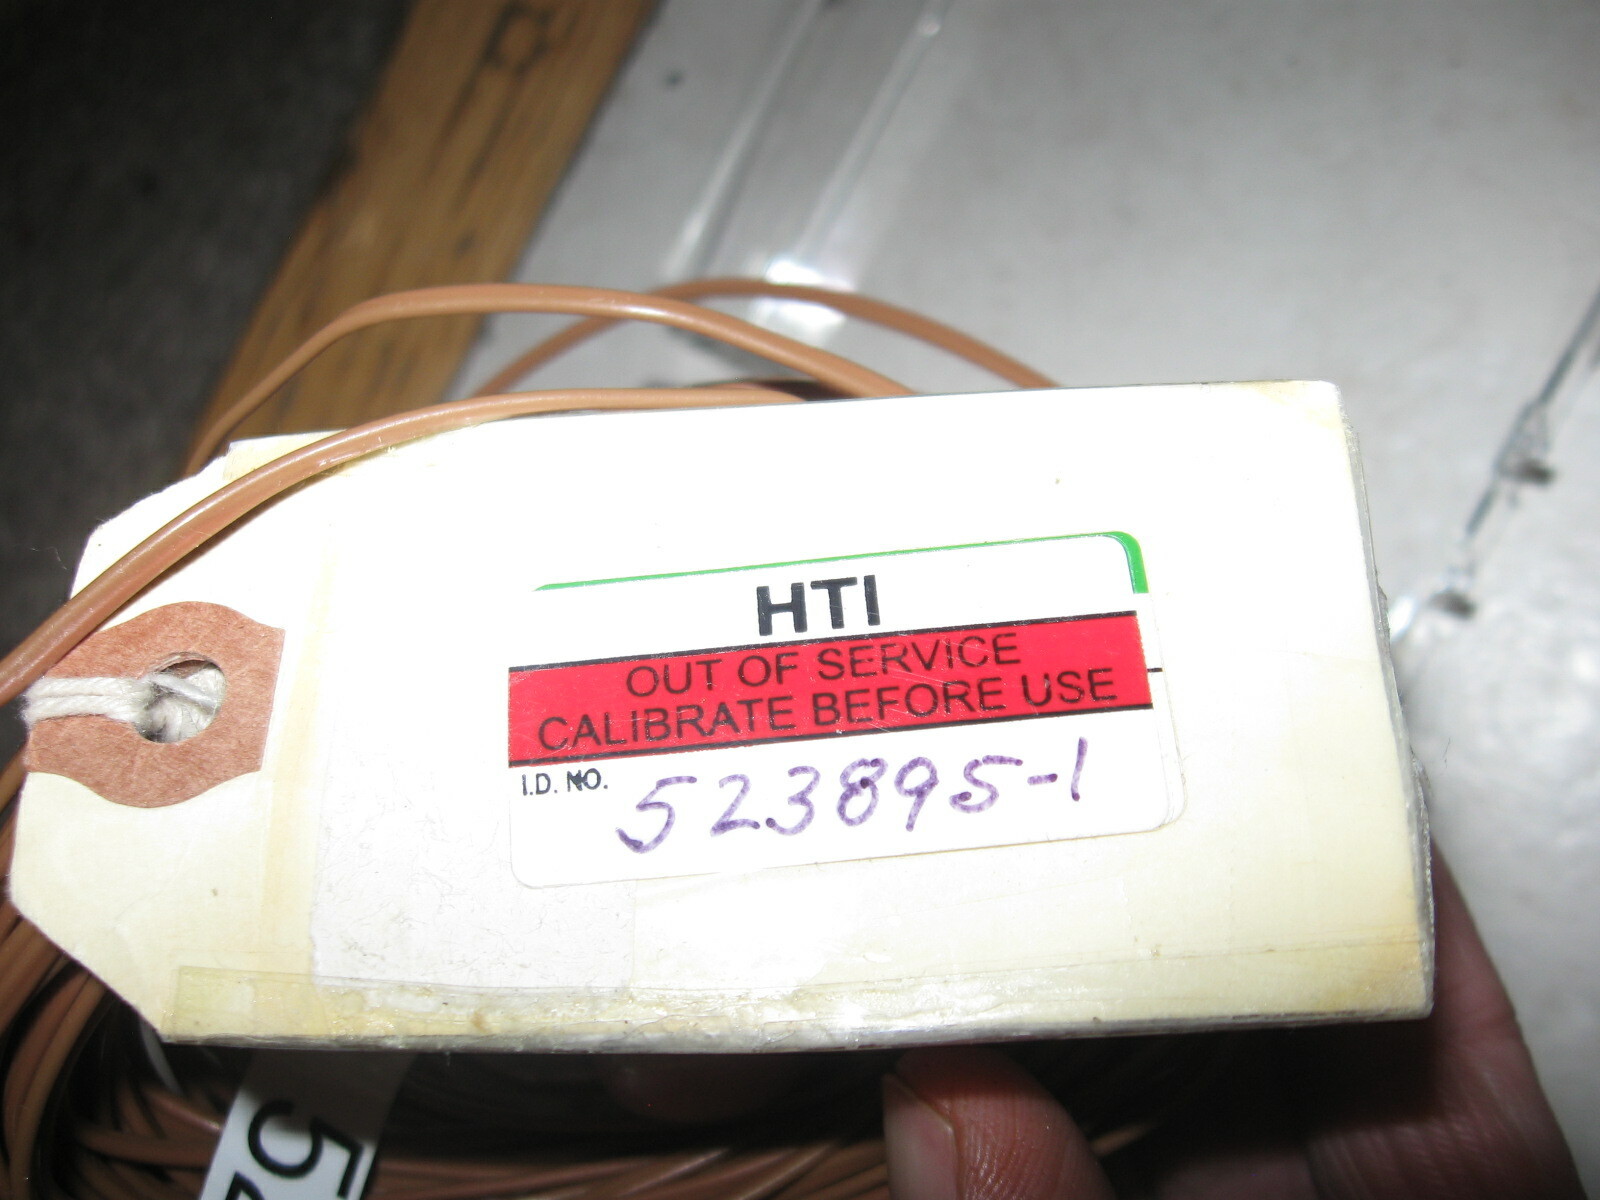 HTI
OUT OF SERVICE
CALIBRATE BEFORE USE
I.D. NO. 523895-1